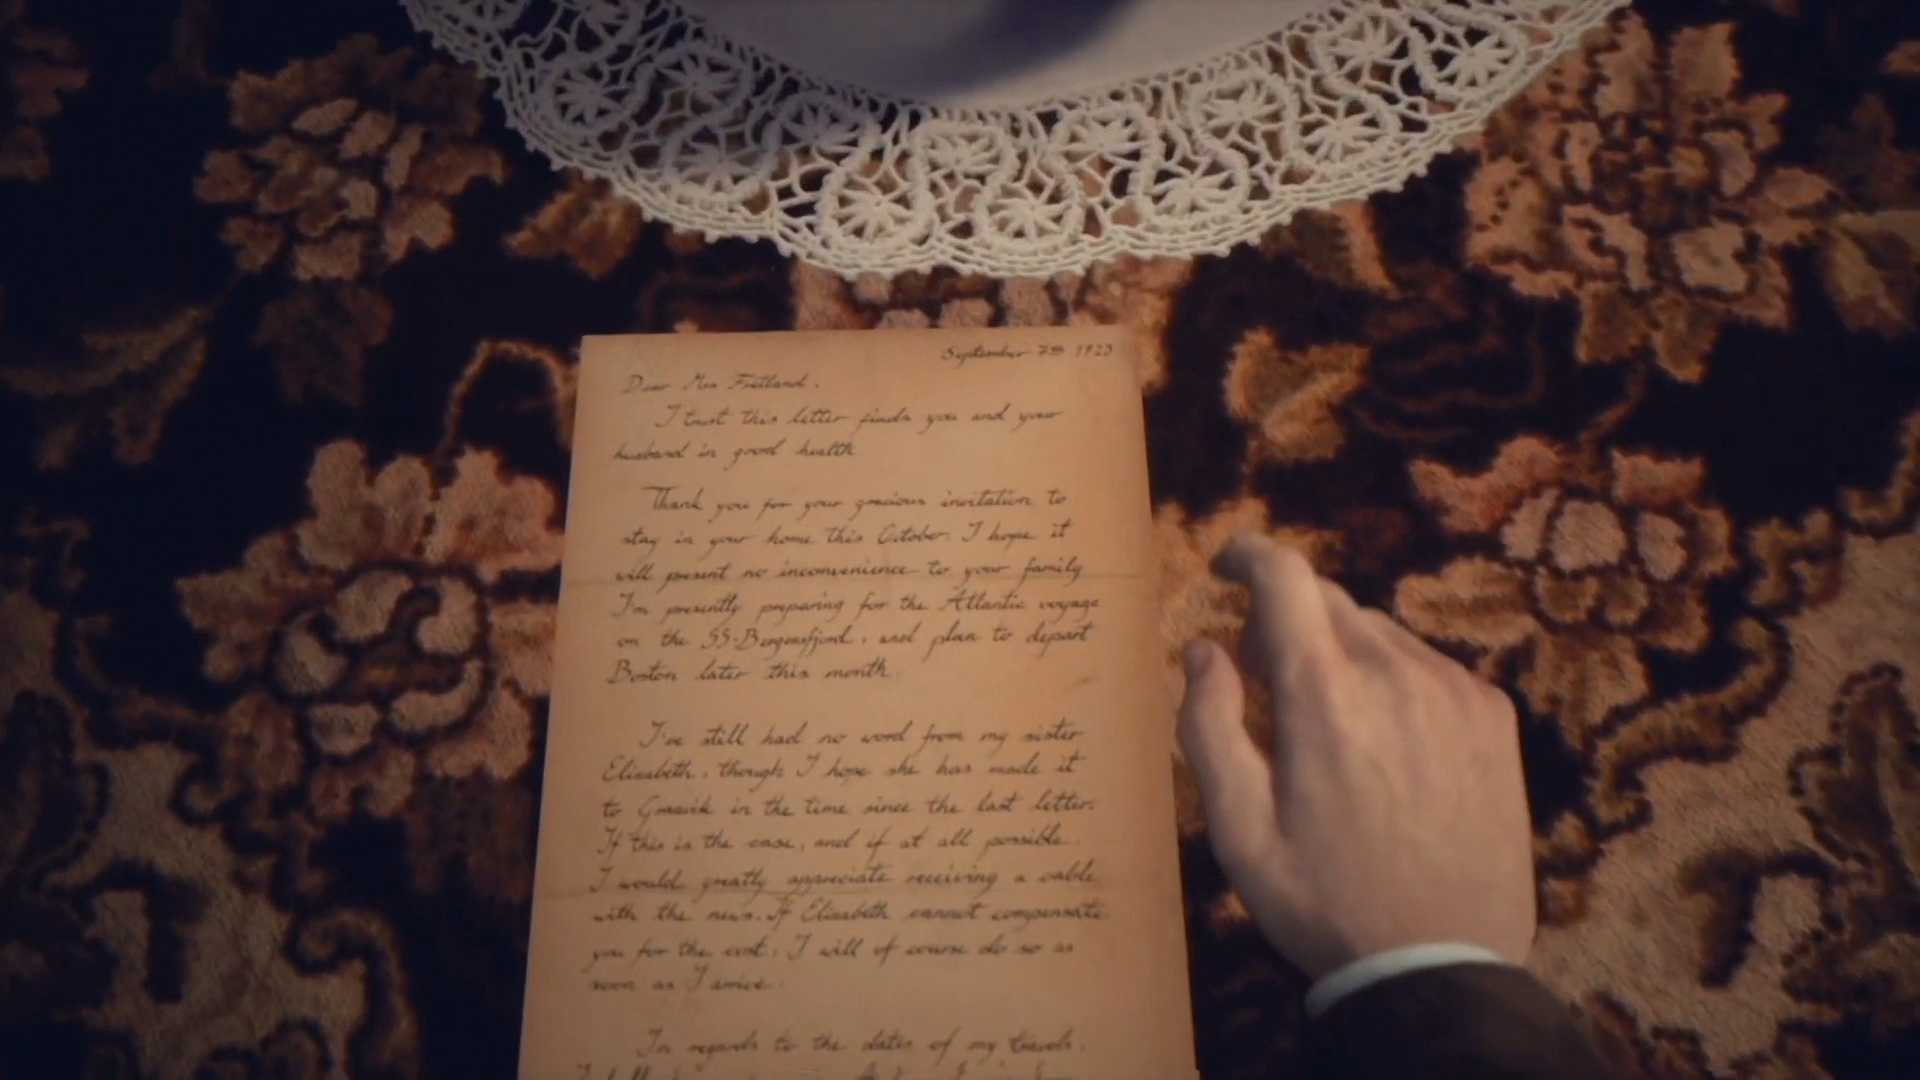 September 7th 1923
Dear Mrs Fretland,
I trust this letter finds you and your
husband in good health
Thank you for your gracious invitation to
stay in your home this October. I hope it
will present no inconvenience to your family
I'm presently preparing for the Atlantic voyage
on the SS-Bergensfjord, and plan to depart
Boston later this month.
I've still had no word from my sister
Elizabeth, though I hope she has made it
to in the time since the last letter.
If this is the case, and if at all possible,
I would greatly appreciate receiving a cable
with the news. If Elizabeth cannot compensate
you for the cost, I will of course do so as
soon as I arrive.
In regards to the dates of my travels,